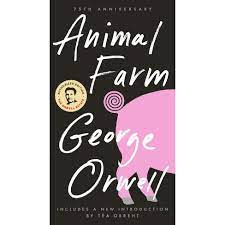 75TH ANNIVERSARY
Animal
Farm
George
Orwell
INCLUDES A NEW INTRODUCTION
BY TÉA OBREHT